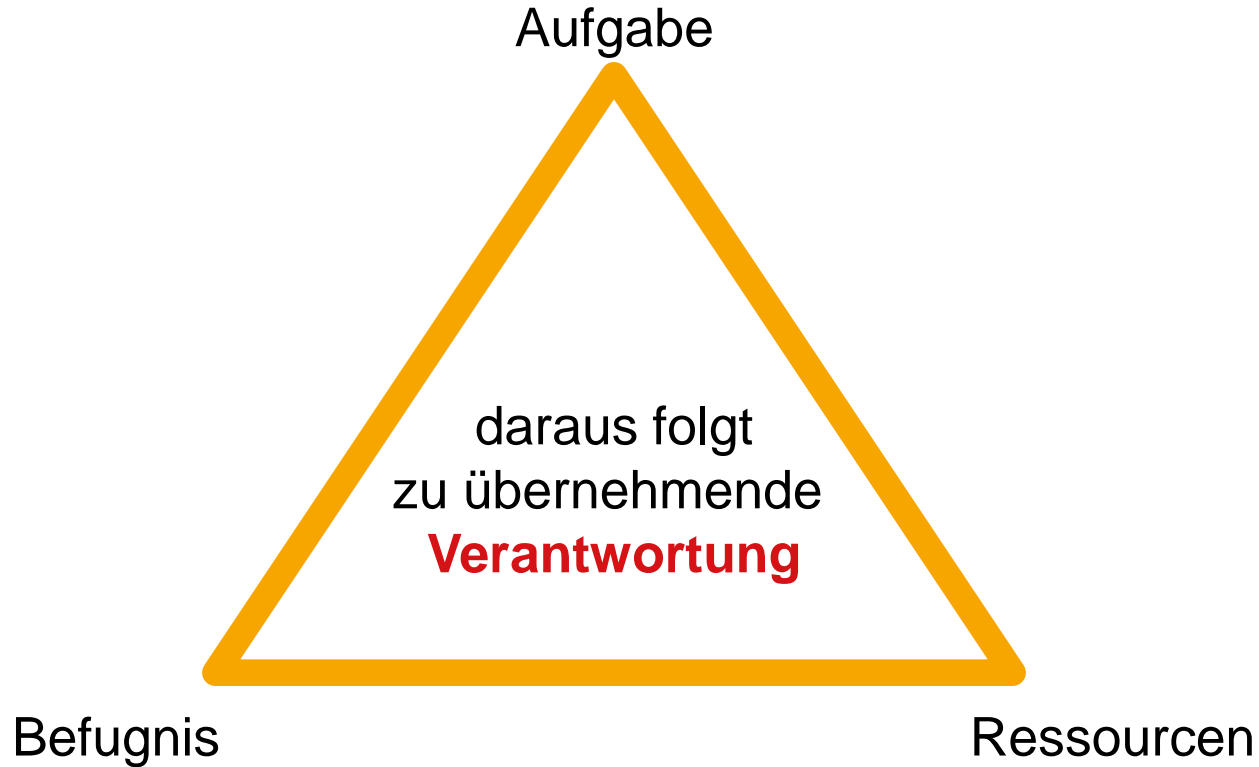 Aufgabe
daraus folgt
zu übernehmende
Verantwortung
Befugnis
Ressourcen